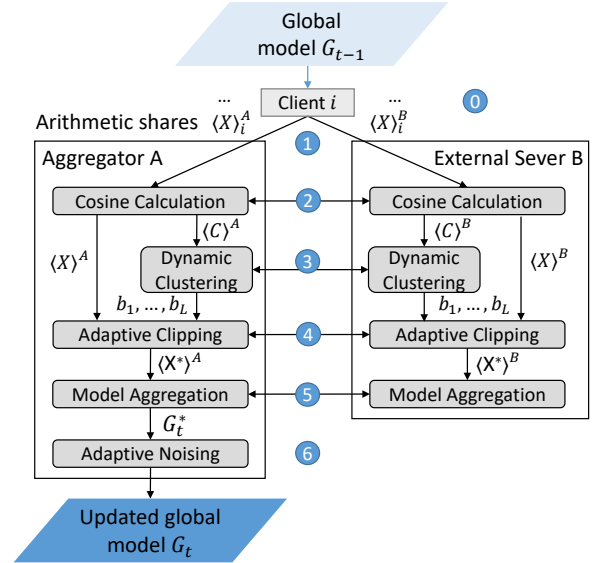 Global
model G_{t−1}
... ... 0
Client i
Arithmetic shares ⟨X⟩_i^A ⟨X⟩_i^B
1
Aggregator A External Sever B
Cosine Calculation 2 Cosine Calculation
⟨C⟩^A ⟨C⟩^B
⟨X⟩^A ⟨X⟩^B
Dynamic 3 Dynamic
Clustering Clustering
b_1, … , b_L b_1, … , b_L
Adaptive Clipping 4 Adaptive Clipping
⟨X*⟩^A ⟨X*⟩^B
Model Aggregation 5 Model Aggregation
G_t^*
Adaptive Noising 6
Updated global
model G_t